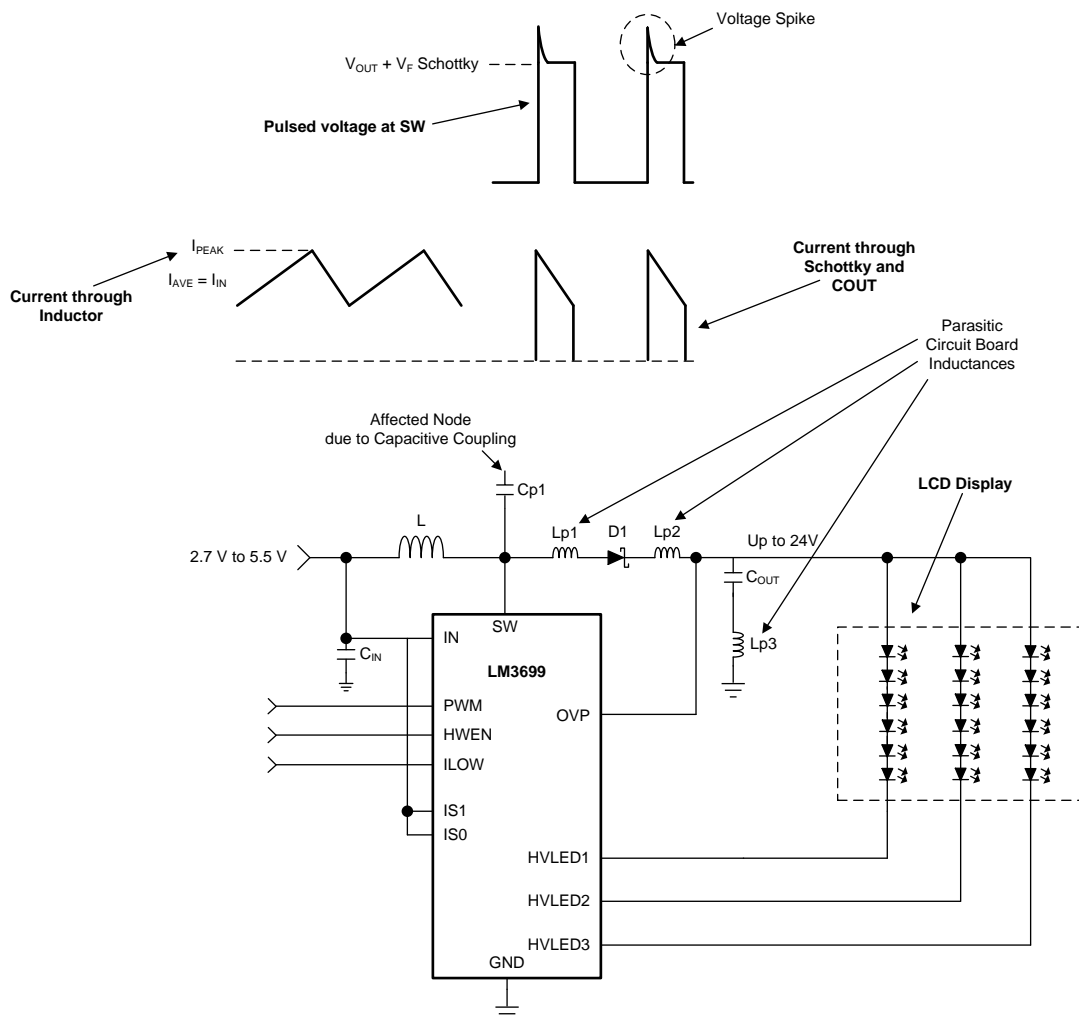 Voltage Spike
V_OUT + V_F Schottky
Pulsed voltage at SW
I_PEAK
I_AVE = I_IN
Current through
Inductor
Current through
Schottky and
COUT
Parasitic
Circuit Board
Inductances
Affected Node
due to Capacitive Coupling
Cp1
LCD Display
2.7 V to 5.5 V
L
Lp1
D1
Lp2
Up to 24V
C_OUT
Lp3
C_IN
SW
IN
LM3699
PWM
HWEN
ILOW
OVP
IS1
IS0
HVLED1
HVLED2
HVLED3
GND